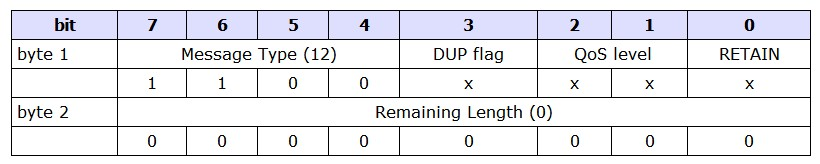 bit 7 6 5 4 3 2 1 0
byte 1 Message Type (12) DUP flag QoS level RETAIN
1 1 0 0 x x x x
byte 2 Remaining Length (0)
0 0 0 0 0 0 0 0